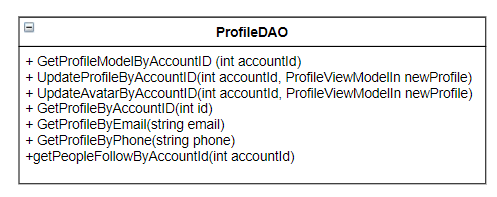 ProfileDAO
+ GetProfileModelByAccountID (int accountId)
+ UpdateProfileByAccountID(int accountId, ProfileViewModelIn newProfile)
+ UpdateAvatarByAccountID(int accountId, ProfileViewModelIn newProfile)
+ GetProfileByAccountID(int id)
+ GetProfileByEmail(string email)
+ GetProfileByPhone(string phone)
+getPeopleFollowByAccountId(int accountId)